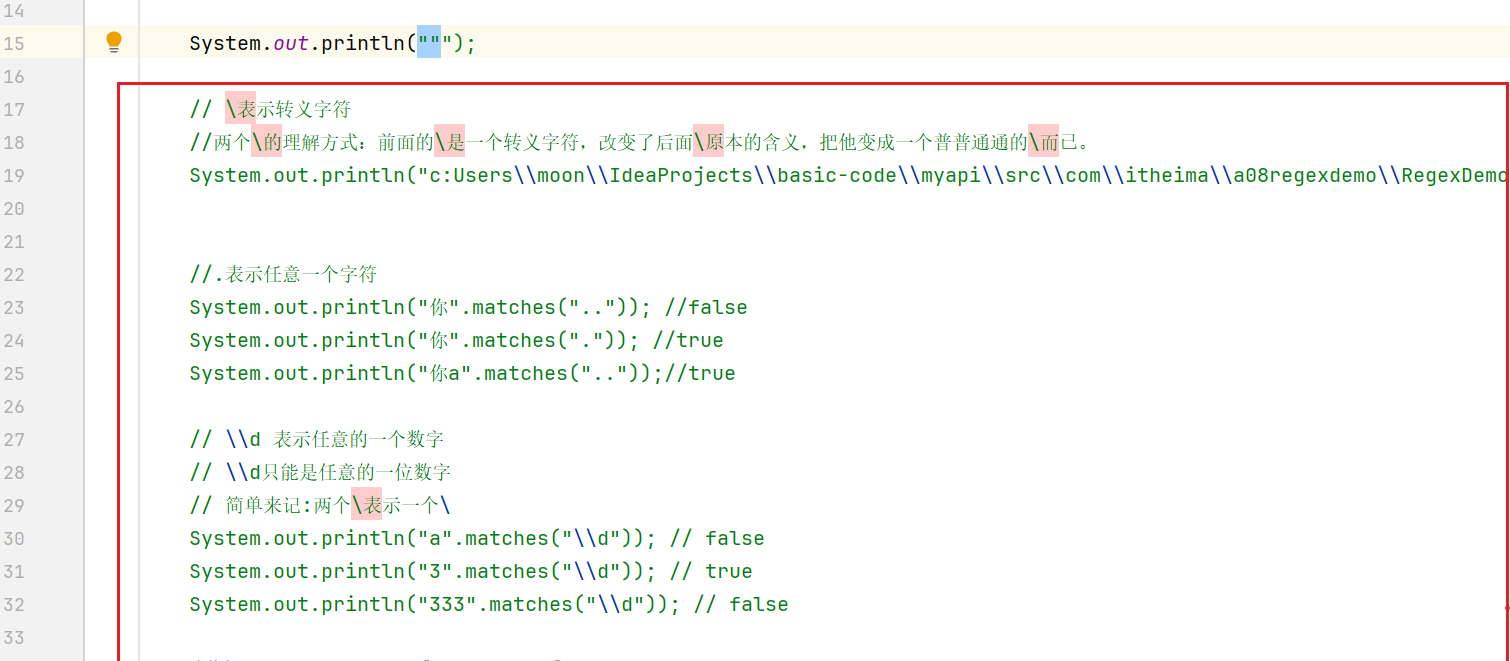 14
15 System.out.println(""");
16
17 // \表示转义字符
18 //两个\的理解方式：前面的\是一个转义字符，改变了后面\原本的含义，把他变成一个普普通通的\而已。
19 System.out.println("c:Users\\moon\\IdeaProjects\\basic-code\\myapi\\src\\com\\itheima\\a08regexdemo\\RegexDemo
20
21
22 //.表示任意一个字符
23 System.out.println("你".matches("..")); //false
24 System.out.println("你".matches(".")); //true
25 System.out.println("你a".matches(".."));//true
26
27 // \\d 表示任意的一个数字
28 // \\d只能是任意的一位数字
29 // 简单来记:两个\表示一个\
30 System.out.println("a".matches("\\d")); // false
31 System.out.println("3".matches("\\d")); // true
32 System.out.println("333".matches("\\d")); // false
33